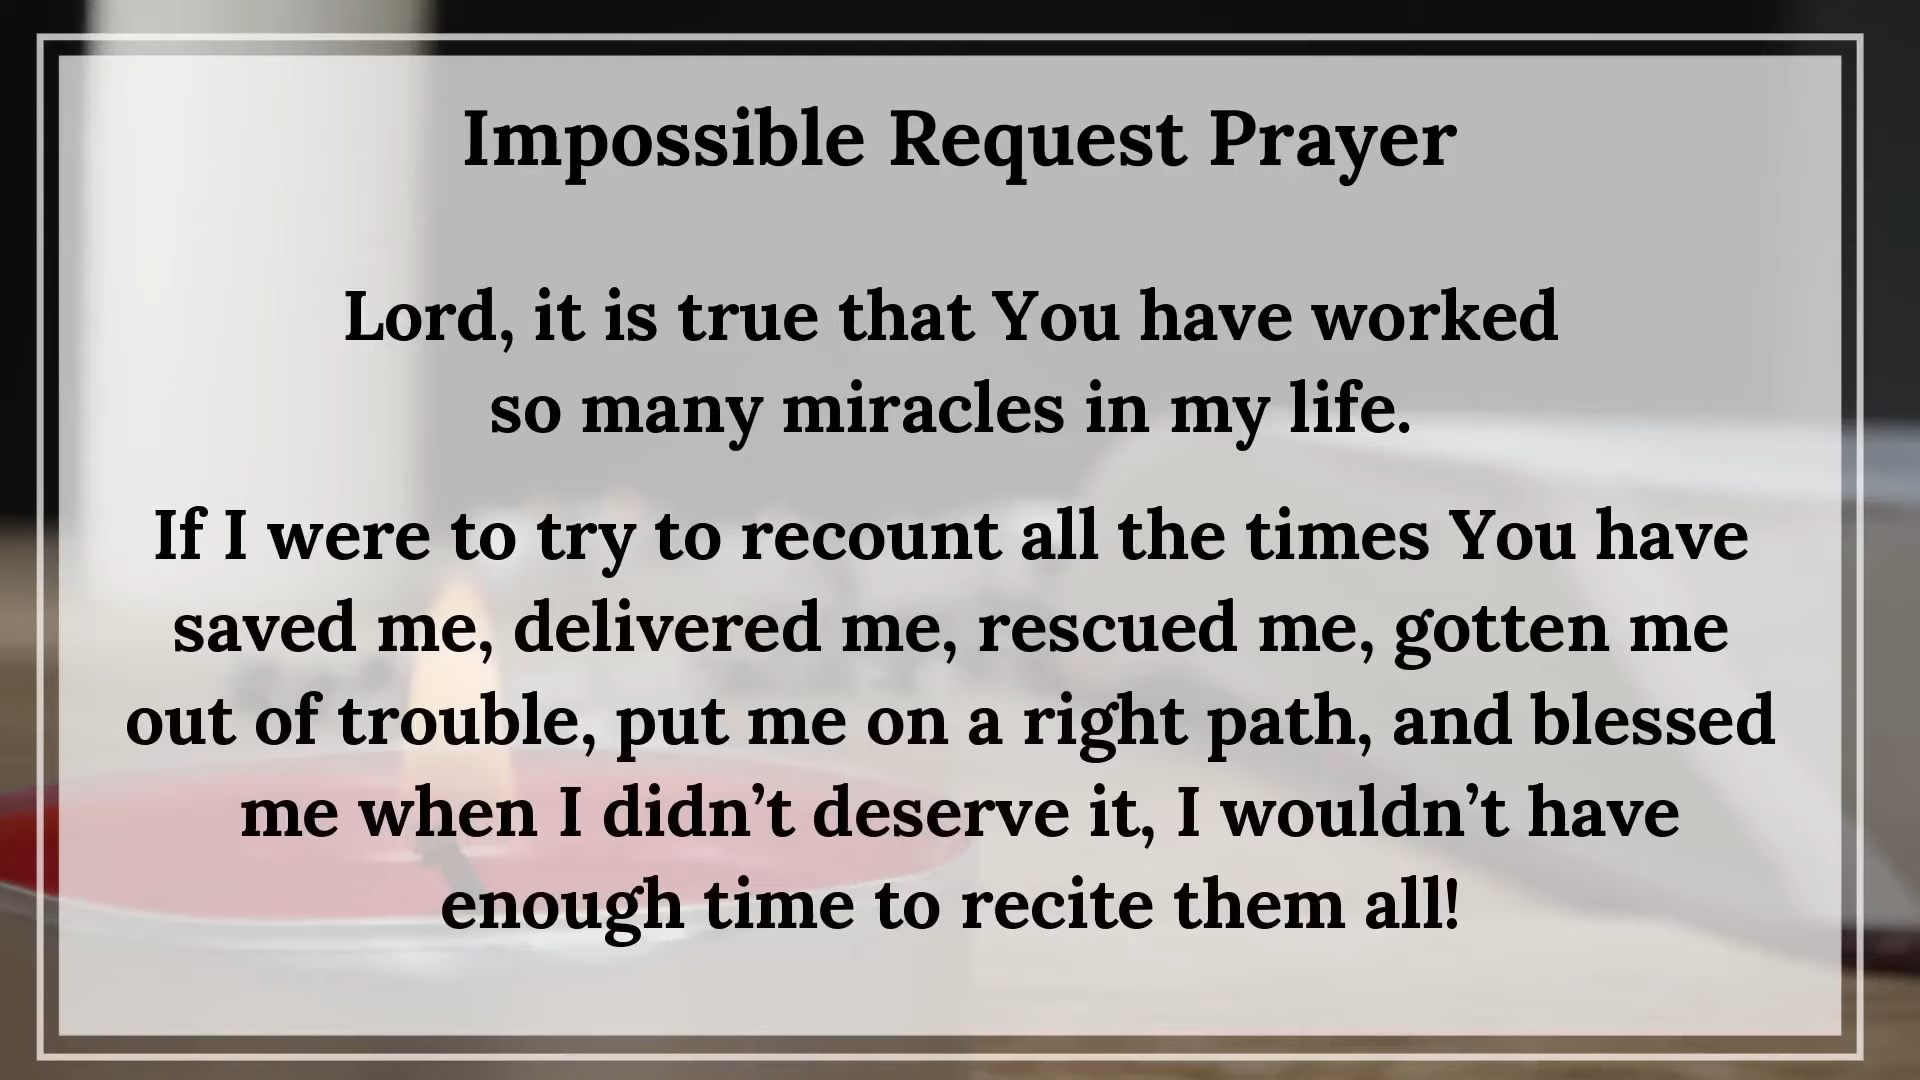 Impossible Request Prayer
Lord, it is true that You have worked
so many miracles in my life.
If I were to try to recount all the times You have
saved me, delivered me, rescued me, gotten me
out of trouble, put me on a right path, and blessed
me when I didn’t deserve it, I wouldn’t have
enough time to recite them all!